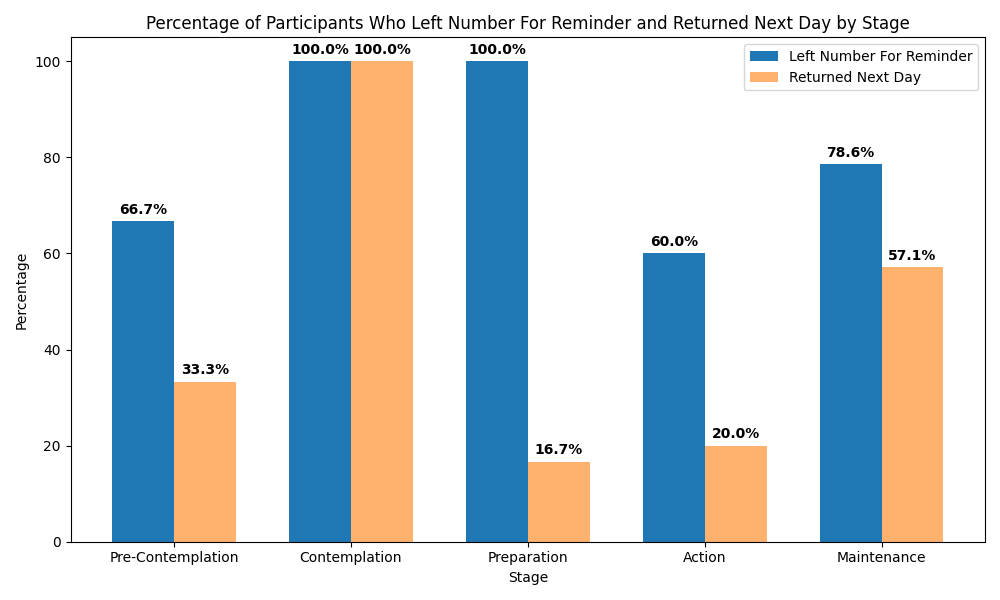 Percentage of Participants Who Left Number For Reminder and Returned Next Day by Stage
Left Number For Reminder
Returned Next Day
Percentage
100
80
60
40
20
0
66.7%
33.3%
100.0%
100.0%
100.0%
16.7%
60.0%
20.0%
78.6%
57.1%
Pre-Contemplation
Contemplation
Preparation
Action
Maintenance
Stage